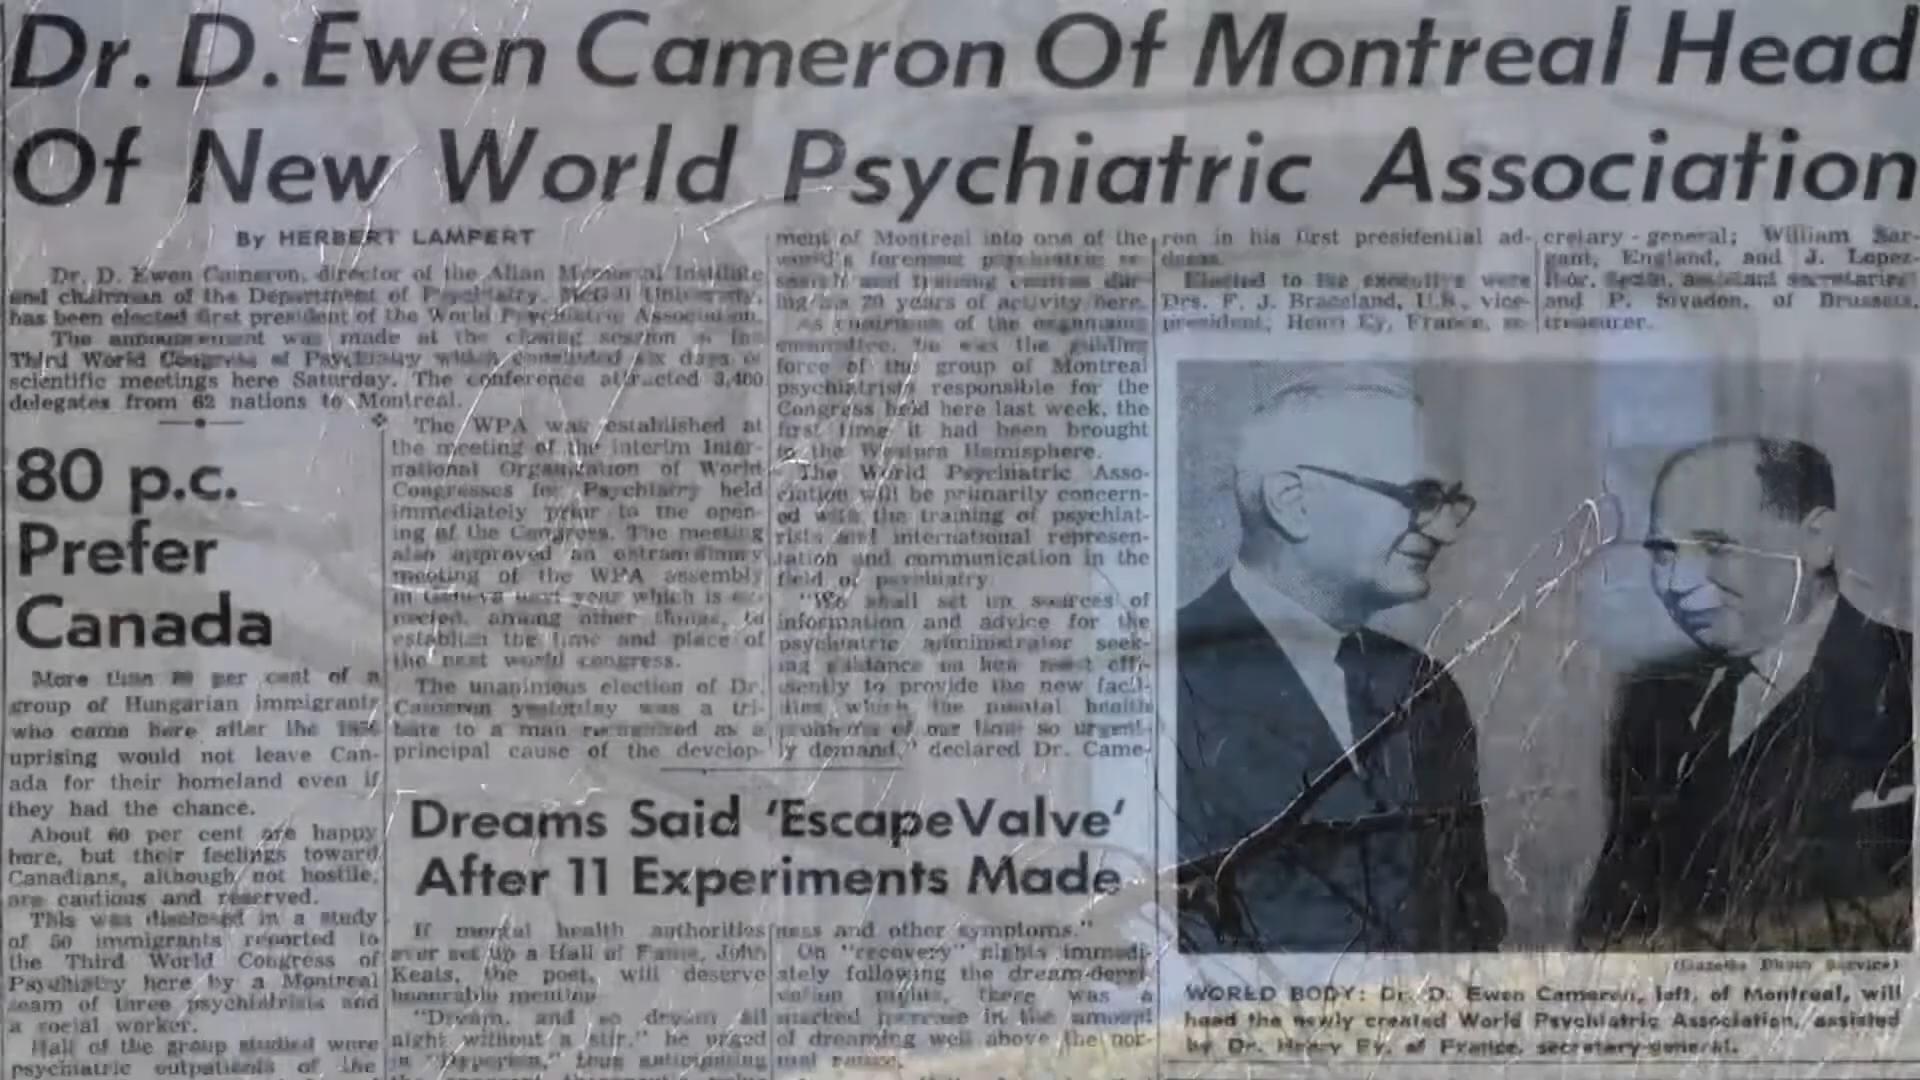 Dr. D. Ewen Cameron Of Montreal Head
Of New World Psychiatric Association
By HERBERT LAMPERT
Dr. D. Ewen Cameron, director of the Allan Memorial Institute
and chairman of the Department of Psychiatry, McGill University,
has been elected first president of the World Psychiatric Association.
The announcement was made at the closing session of the
Third World Congress of Psychiatry which concluded six days of
scientific meetings here Saturday. The conference attracted 3,400
delegates from 62 nations to Montreal.
80 p.c.
Prefer
Canada
More than 80 per cent of a
group of Hungarian immigrants
who came here after the 1956
uprising would not leave Can-
ada for their homeland even if
they had the chance.
About 60 per cent are happy
here, but their feelings toward
Canadians, although not hostile,
are cautious and reserved.
This was disclosed in a study
of 50 immigrants reported to
the Third World Congress of
Psychiatry here by a Montreal
team of three psychiatrists and
a social worker.
Half of the group studied were
psychiatric outpatients of the
The WPA was established at
the meeting of the interim Inter-
national Organization of World
Congresses for Psychiatry held
immediately prior to the open-
ing of the Congress. The meeting
also approved an extraordinary
meeting of the WPA assembly
in Geneva next year which is ex-
pected, among other things, to
establish the time and place of
the next world congress.
The unanimous election of Dr.
Cameron yesterday was a tri-
bute to a man recognized as a
principal cause of the develop-
ment of Montreal into one of the
world's foremost psychiatric re-
search and training centres dur-
ing his 20 years of activity here.
As chairman of the organizing
committee, he was the guiding
force of the group of Montreal
psychiatrists responsible for the
Congress held here last week, the
first time it had been brought
to the Western Hemisphere.
The World Psychiatric Asso-
ciation will be primarily concern-
ed with the training of psychiat-
rists and international represen-
tation and communication in the
field of psychiatry.
"We shall set up sources of
information and advice for the
psychiatric administrator seek-
ing guidance on how most effi-
ciently to provide the new facil-
ities which the mental health
problems of our time so urgent-
ly demand," declared Dr. Came-
ron in his first presidential ad-
dress.
Elected to the executive were
Drs. F. J. Braceland, U.S., vice-
president; Henri Ey, France, se-
cretary-general; William Sar-
gant, England, and J. Lopez-
Ibor, Spain, assistant secretaries
and P. Sivadon, of Brussels,
treasurer.
Dreams Said 'Escape Valve'
After 11 Experiments Made
If mental health authorities
ever set up a Hall of Fame, John
Keats, the poet, will deserve
honourable mention.
"Dream, and so dream all
night without a stir," he urged
in "Hyperion," thus anticipating
ness and other symptoms."
On "recovery" nights immedi-
ately following the dream-depri-
vation nights, there was a
marked increase in the amount
of dreaming well above the nor-
mal range.
(Gazette Photo Service)
WORLD BODY: Dr. D. Ewen Cameron, left, of Montreal, will
head the newly created World Psychiatric Association, assisted
by Dr. Henry Ey, of France, secretary-general.